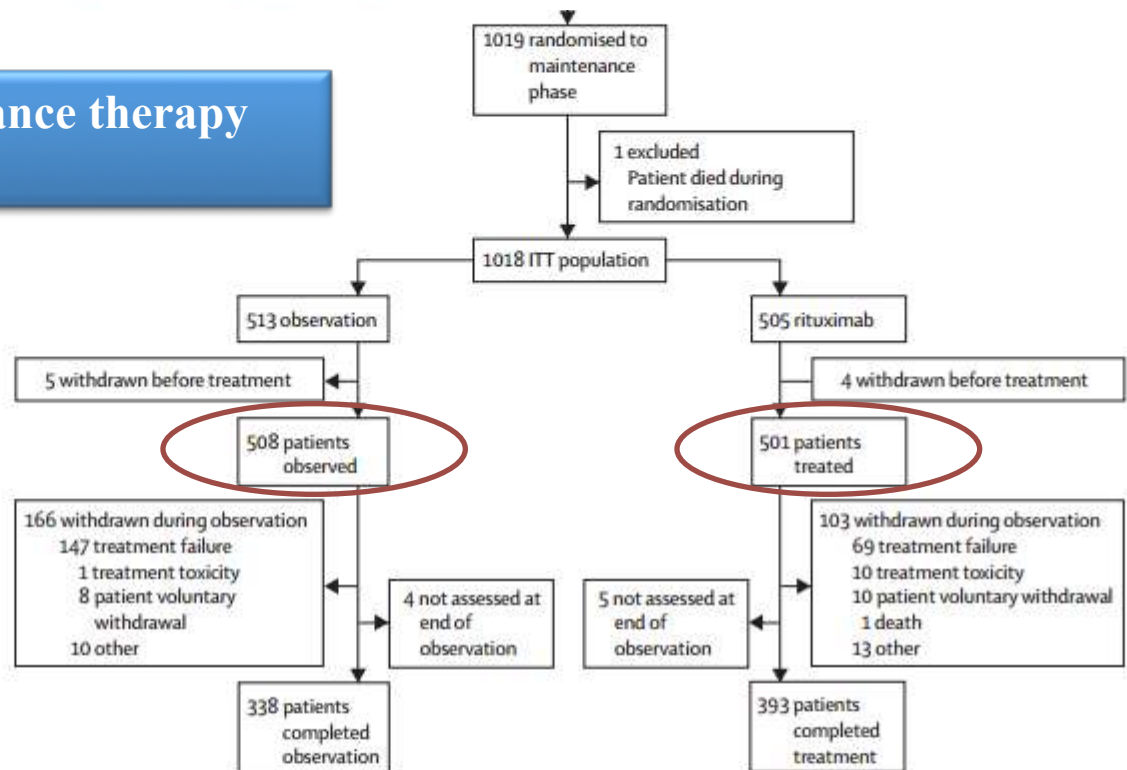 ance therapy
1019 randomised to
maintenance
phase
1 excluded
Patient died during
randomisation
1018 ITT population
513 observation
505 rituximab
5 withdrawn before treatment
4 withdrawn before treatment
508 patients
observed
501 patients
treated
166 withdrawn during observation
147 treatment failure
1 treatment toxicity
8 patient voluntary
withdrawal
10 other
4 not assessed at
end of
observation
5 not assessed at
end of
observation
103 withdrawn during observation
69 treatment failure
10 treatment toxicity
10 patient voluntary withdrawal
1 death
13 other
338 patients
completed
observation
393 patients
completed
treatment